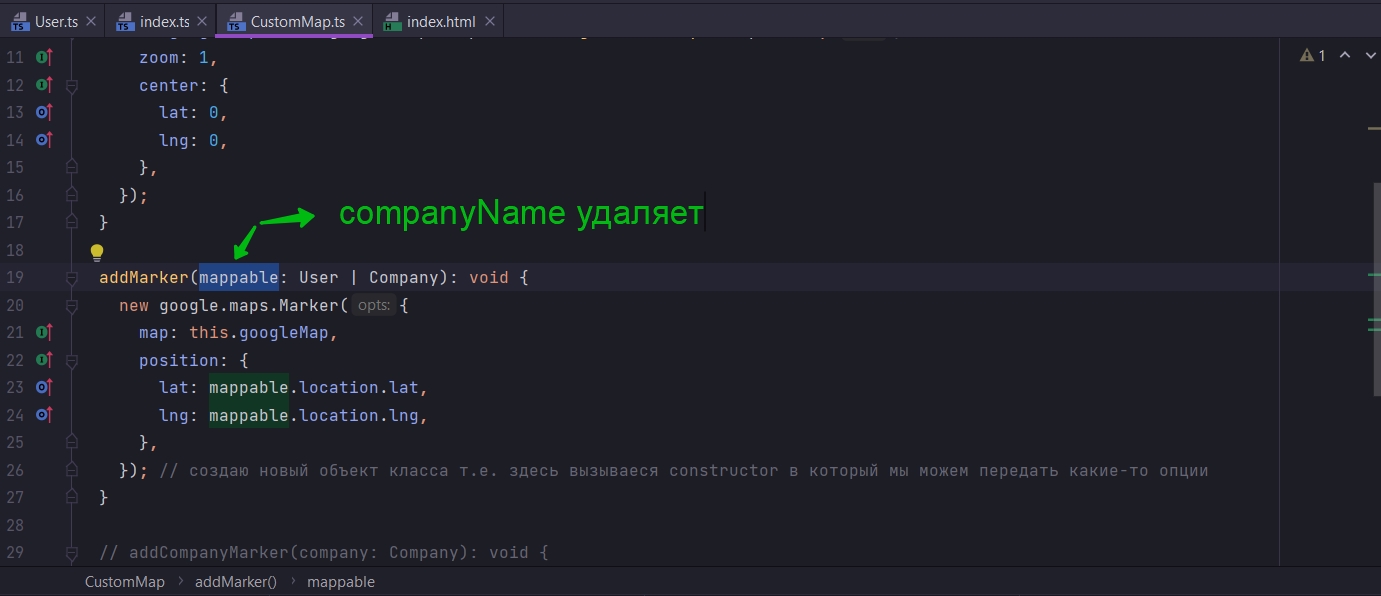 User.ts
index.ts
CustomMap.ts
index.html
1
11 zoom: 1,
12 center: {
13 lat: 0,
14 lng: 0,
15 },
16 });
companyName удаляет
17 }
18
19 addMarker(mappable: User | Company): void {
20 new google.maps.Marker( opts: {
21 map: this.googleMap,
22 position: {
23 lat: mappable.location.lat,
24 lng: mappable.location.lng,
25 },
26 }); // создаю новый объект класса т.е. здесь вызываеся constructor в который мы можем передать какие-то опции
27 }
28
29 // addCompanyMarker(company: Company): void {
CustomMap › addMarker() › mappable